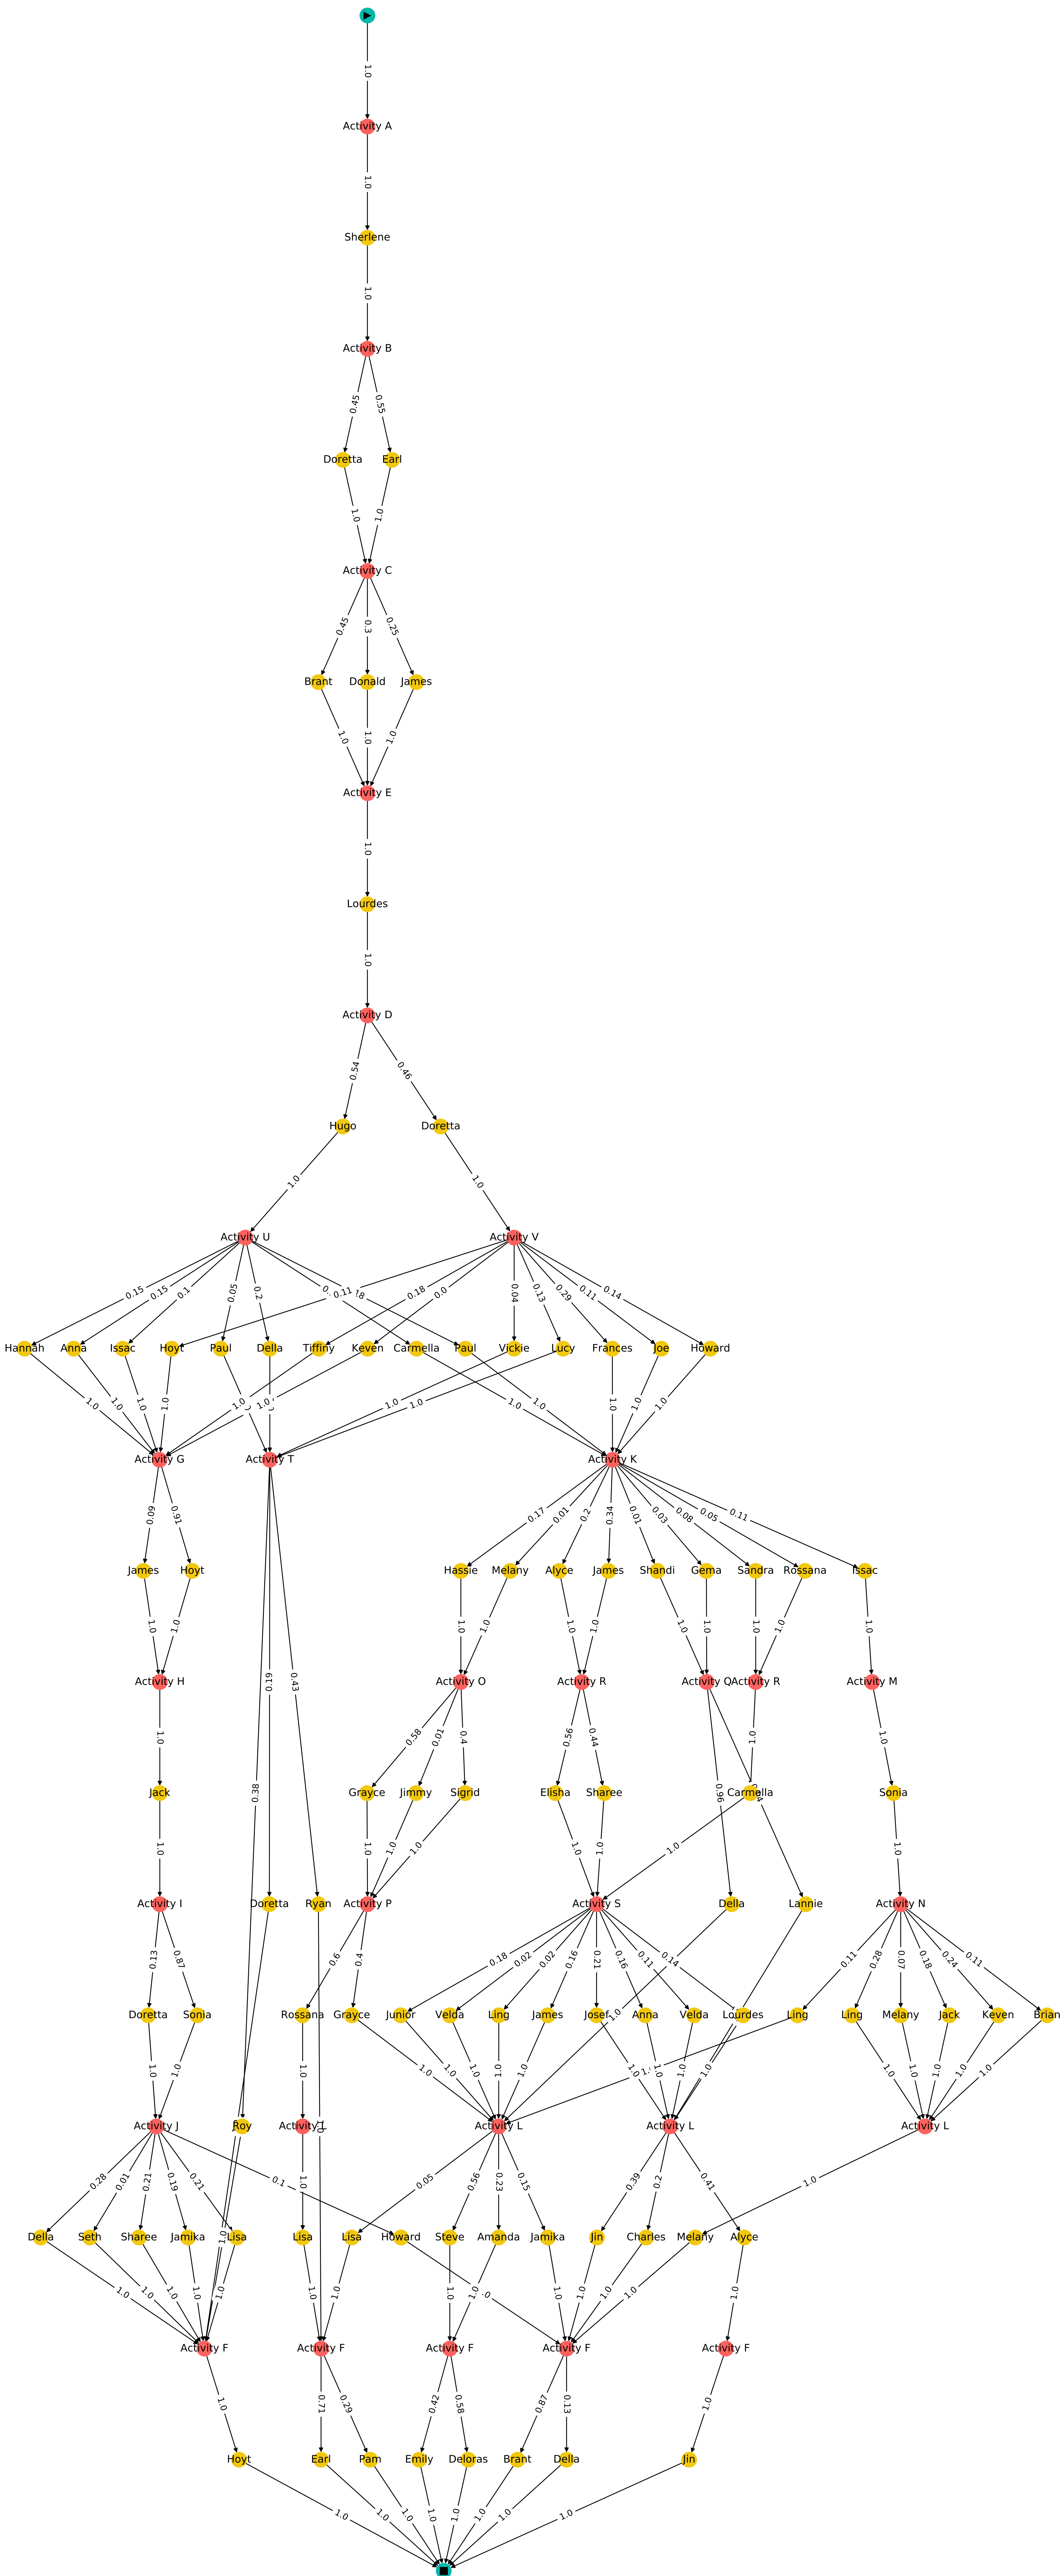 1.0
Activity A
1.0
Sherlene
1.0
Activity B
0.45 0.55
Doretta Earl
1.0 1.0
Activity C
0.45 0.3 0.25
Brant Donald James
1.0 1.0 1.0
Activity E
1.0
Lourdes
1.0
Activity D
0.54 0.46
Hugo Doretta
1.0 1.0
Activity U Activity V
0.15 0.15 0.1 0.05 0.2 0.11 0.18 0.0 0.04 0.13 0.29 0.11 0.14
Hannah Anna Issac Hoyt Paul Della Tiffiny Keven Carmella Paul Vickie Lucy Frances Joe Howard
1.0 1.0 1.0 1.0 1.0 1.0 1.0 1.0 1.0 1.0 1.0 1.0 1.0
Activity G Activity T Activity K
0.09 0.91 0.17 0.01 0.2 0.34 0.01 0.03 0.08 0.05 0.11
James Hoyt Hassie Melany Alyce James Shandi Gema Sandra Rossana Issac
1.0 1.0 1.0 1.0 1.0 1.0 1.0 1.0 1.0 1.0 1.0
Activity H 0.19 0.43 Activity O Activity R Activity Q Activity R Activity M
1.0 0.58 0.01 0.4 0.56 0.44 1.0 1.0
Jack 0.38 Grayce Jimmy Sigrid Elisha Sharee 0.96 Carmella Sonia
1.0 1.0 1.0 1.0 1.0 1.0 1.0 1.0
Activity I Doretta Ryan Activity P Activity S Della Lannie Activity N
0.13 0.87 0.6 0.4 0.18 0.02 0.02 0.16 0.21 0.16 0.11 0.14 0.11 0.28 0.07 0.18 0.24 0.11
Doretta Sonia Rossana Grayce Junior Velda Ling James Josef 1.0 Anna Velda Lourdes Ling Ling Melany Jack Keven Brian
1.0 1.0 1.0 1.0 1.0 1.0 1.0 1.0 1.0 1.0 1.0 1.0 1.0 1.0 1.0 1.0 1.0
Activity J Roy Activity L Activity L Activity L
0.28 0.01 0.21 0.19 0.21 0.1 1.0 0.05 0.56 0.23 0.15 0.39 0.2 0.41 1.0
Della Seth Sharee Jamika Lisa Lisa Lisa Howard Steve Amanda Jamika Jin Charles Melany Alyce
1.0 1.0 1.0 1.0 1.0 1.0 1.0 1.0 1.0 1.0 1.0 1.0 1.0 1.0
Activity F Activity F Activity F Activity F Activity F
1.0 0.71 0.29 0.42 0.58 0.87 0.13 1.0
Hoyt Earl Pam Emily Deloras Brant Della Jin
1.0 1.0 1.0 1.0 1.0 1.0 1.0 1.0